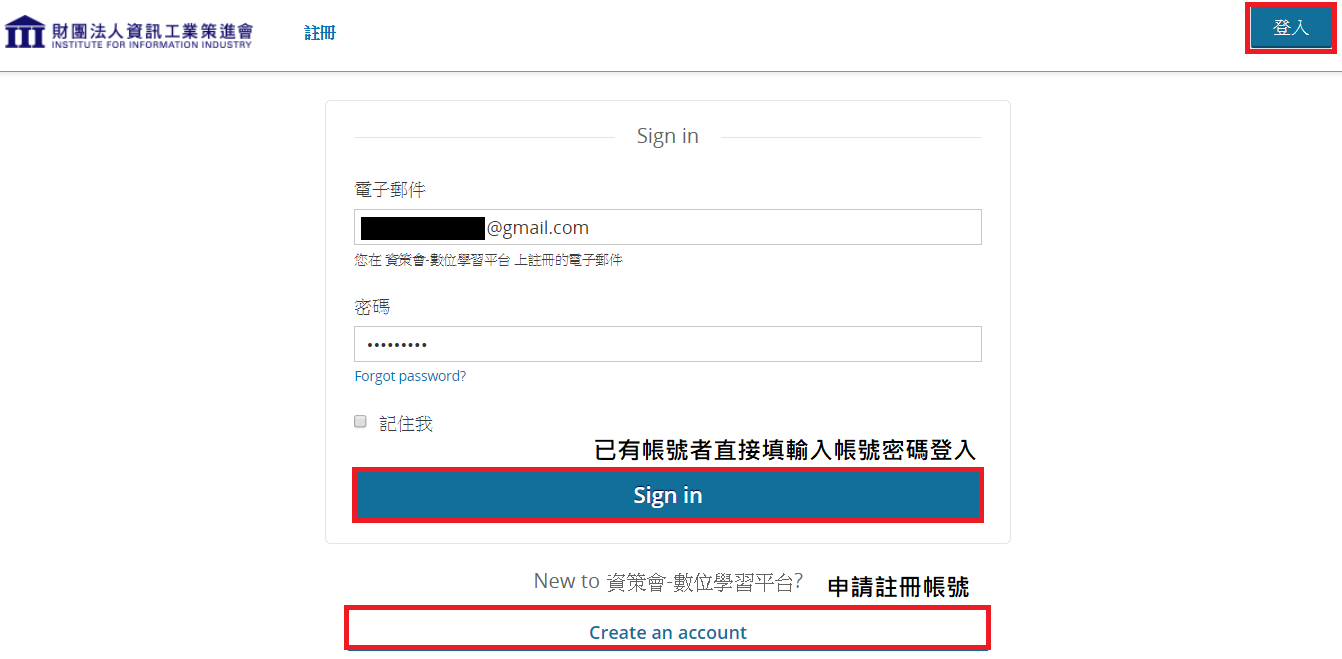 財團法人資訊工業策進會
INSTITUTE FOR INFORMATION INDUSTRY
註冊
登入
Sign in
電子郵件
@gmail.com
您在 資策會-數位學習平台 上註冊的電子郵件
密碼
•••••••••
Forgot password?
記住我
已有帳號者直接填輸入帳號密碼登入
Sign in
New to 資策會-數位學習平台?
申請註冊帳號
Create an account